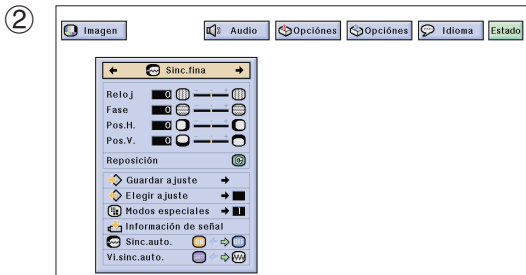 ②
Imagen Audio Opciónes Opciónes Idioma Estado
Sinc.fina
Reloj 0
Fase 0
Pos.H. 0
Pos.V. 0
Reposición
Guardar ajuste
Elegir ajuste
Modos especiales 1
Información de señal
Sinc.auto.
Vi.sinc.auto.